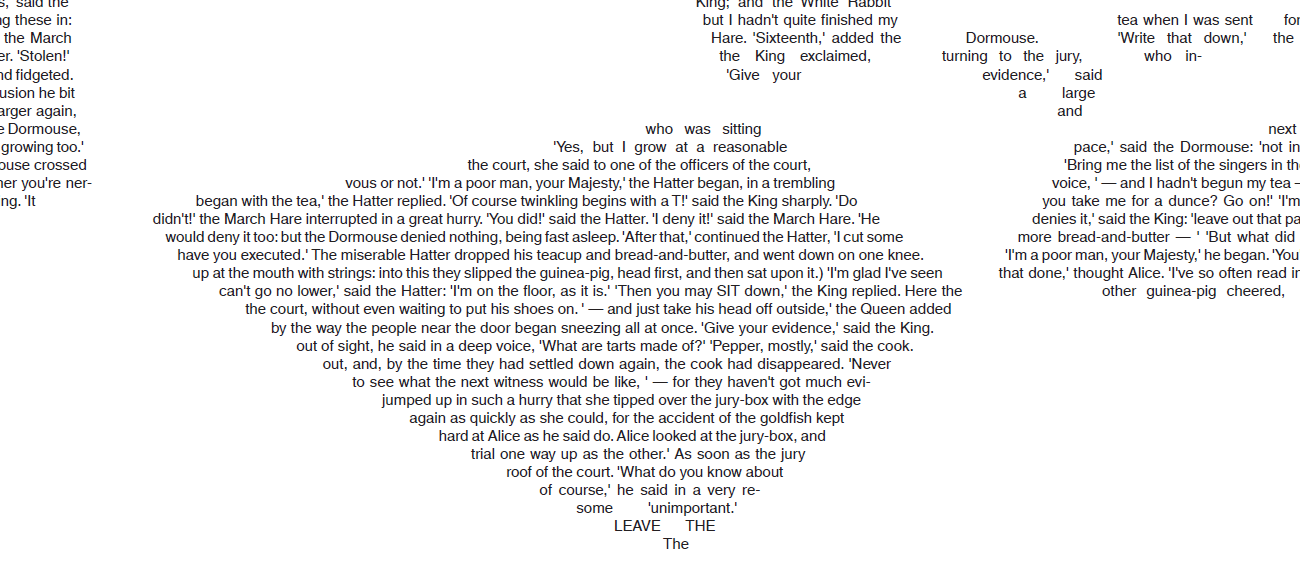 s,' said the
ng these in:
the March
er. 'Stolen!'
nd fidgeted.
usion he bit
arger again,
e Dormouse,
growing too.'
ouse crossed
her you're ner-
ng. 'It
King; and the White Rabbit
but I hadn't quite finished my
Hare. 'Sixteenth,' added the
the King exclaimed,
'Give your
Dormouse.
turning to the jury,
evidence,' said
a large
and
tea when I was sent for
'Write that down,' the
who in-
who was sitting
'Yes, but I grow at a reasonable
the court, she said to one of the officers of the court,
vous or not.' 'I'm a poor man, your Majesty,' the Hatter began, in a trembling
began with the tea,' the Hatter replied. 'Of course twinkling begins with a T!' said the King sharply. 'Do
didn't!' the March Hare interrupted in a great hurry. 'You did!' said the Hatter. 'I deny it!' said the March Hare. 'He
would deny it too: but the Dormouse denied nothing, being fast asleep. 'After that,' continued the Hatter, 'I cut some
have you executed.' The miserable Hatter dropped his teacup and bread-and-butter, and went down on one knee.
up at the mouth with strings: into this they slipped the guinea-pig, head first, and then sat upon it.) 'I'm glad I've seen
can't go no lower,' said the Hatter: 'I'm on the floor, as it is.' 'Then you may SIT down,' the King replied. Here the
the court, without even waiting to put his shoes on. ' — and just take his head off outside,' the Queen added
by the way the people near the door began sneezing all at once. 'Give your evidence,' said the King.
out of sight, he said in a deep voice, 'What are tarts made of?' 'Pepper, mostly,' said the cook.
out, and, by the time they had settled down again, the cook had disappeared. 'Never
to see what the next witness would be like, ' — for they haven't got much evi-
jumped up in such a hurry that she tipped over the jury-box with the edge
again as quickly as she could, for the accident of the goldfish kept
hard at Alice as he said do. Alice looked at the jury-box, and
trial one way up as the other.' As soon as the jury
roof of the court. 'What do you know about
of course,' he said in a very re-
some 'unimportant.'
LEAVE THE
The
next
pace,' said the Dormouse: 'not in
'Bring me the list of the singers in th
voice, ' — and I hadn't begun my tea –
you take me for a dunce? Go on!' 'I'm
denies it,' said the King: 'leave out that pa
more bread-and-butter — ' 'But what did
'I'm a poor man, your Majesty,' he began. 'You
that done,' thought Alice. 'I've so often read in
other guinea-pig cheered,